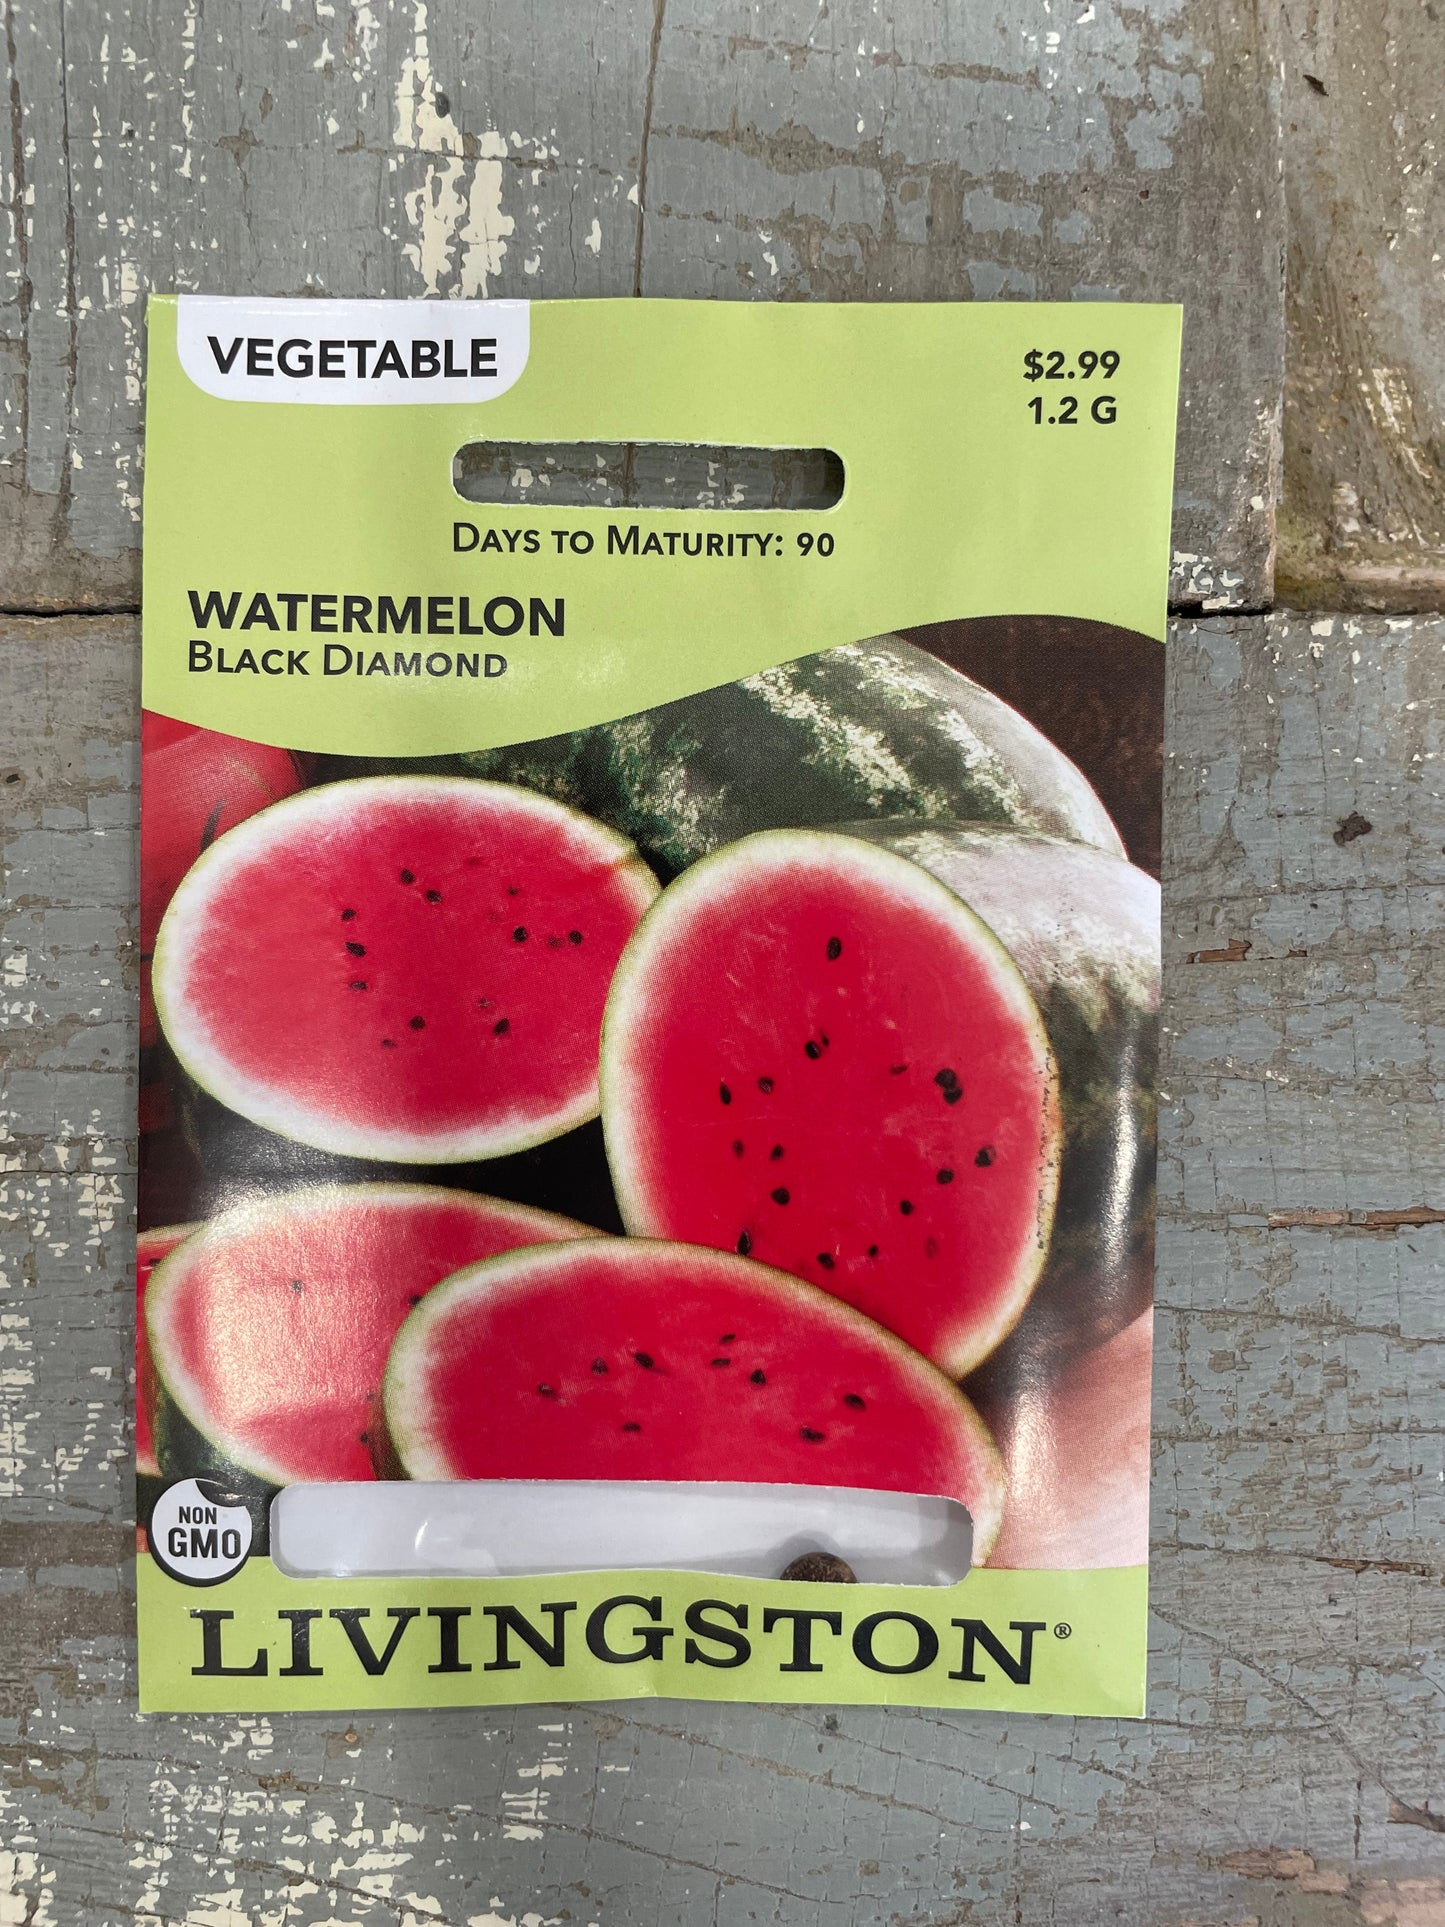 VEGETABLE
$2.99
1.2 G
DAYS TO MATURITY: 90
WATERMELON
BLACK DIAMOND
NON
GMO
LIVINGSTON®